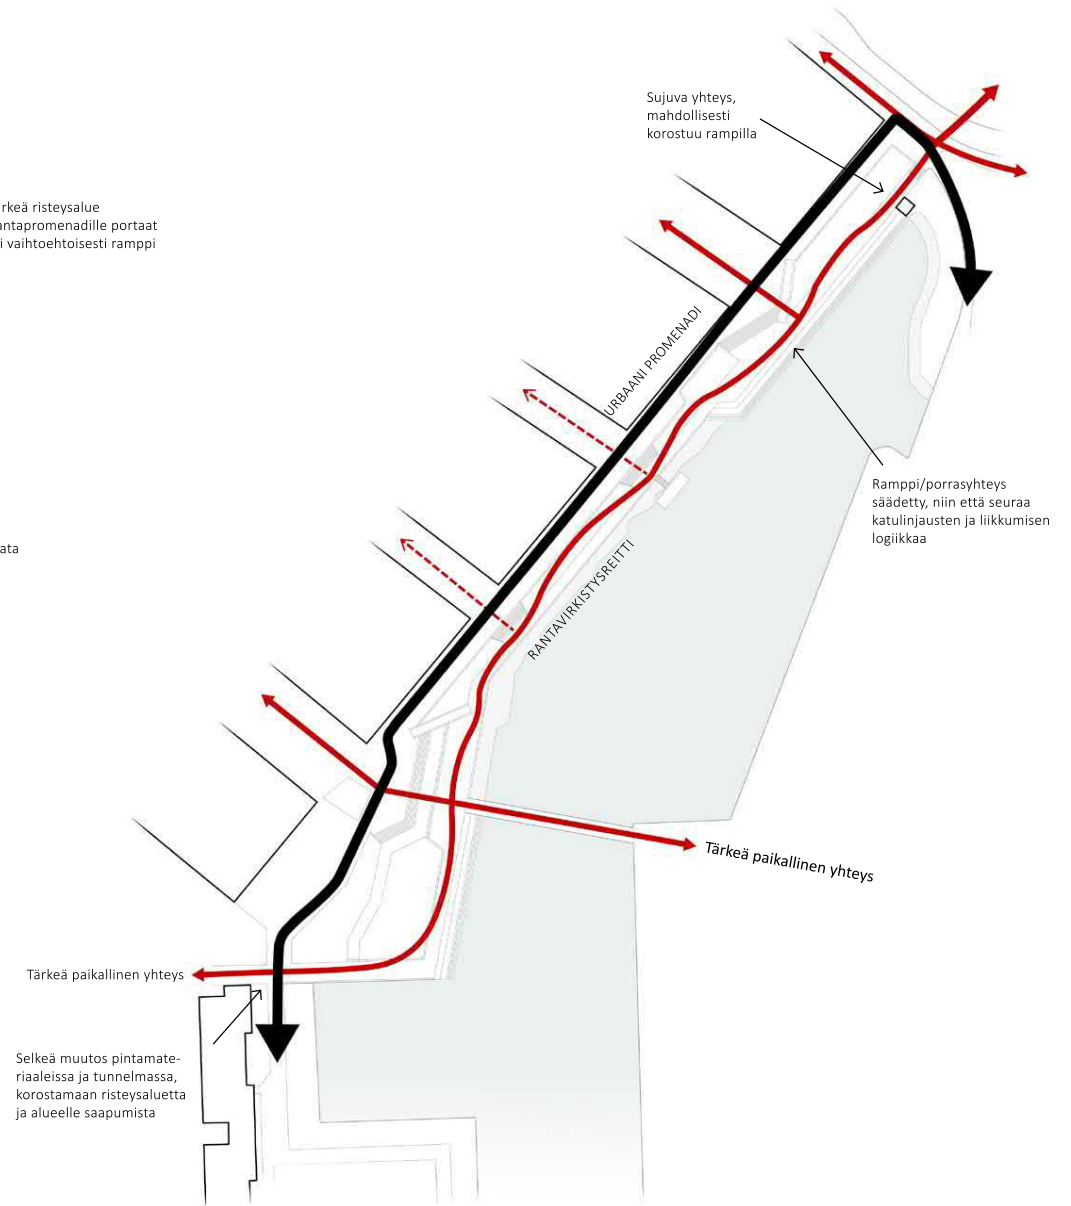 Sujuva yhteys,
mahdollisesti
korostuu rampilla
rkeä risteysalue
antapromenadille portaat
i vaihtoehtoisesti ramppi
URBAANI PROMENADI
Ramppi/porrasyhteys
säädetty, niin että seuraa
katulinjausten ja liikkumisen
logiikkaa
ata
RANTAVIRKISTYSREITTI
Tärkeä paikallinen yhteys
Tärkeä paikallinen yhteys
Selkeä muutos pintamate-
riaaleissa ja tunnelmassa,
korostamaan risteysaluetta
ja alueelle saapumista